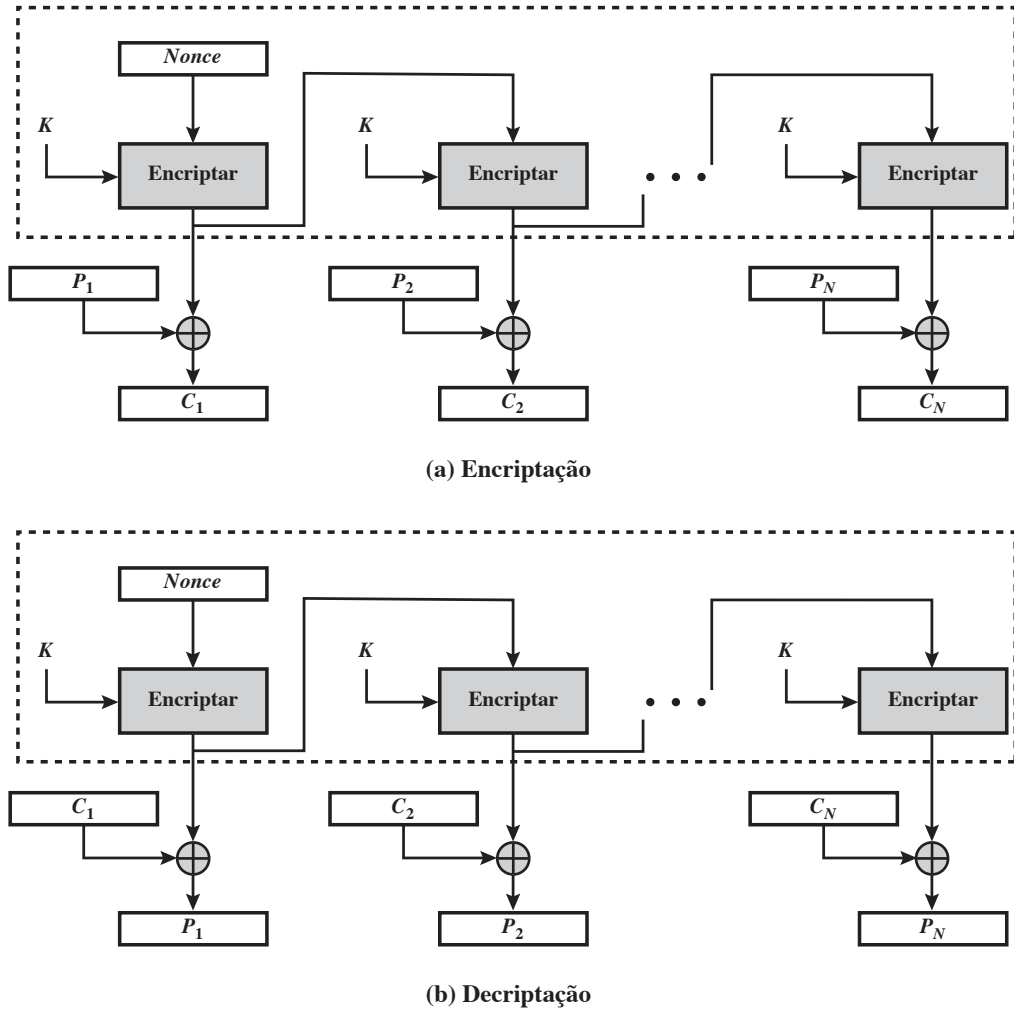 Nonce
K K K
Encriptar Encriptar • • • Encriptar
P1 P2 PN
C1 C2 CN
(a) Encriptação
Nonce
K K K
Encriptar Encriptar • • • Encriptar
C1 C2 CN
P1 P2 PN
(b) Decriptação